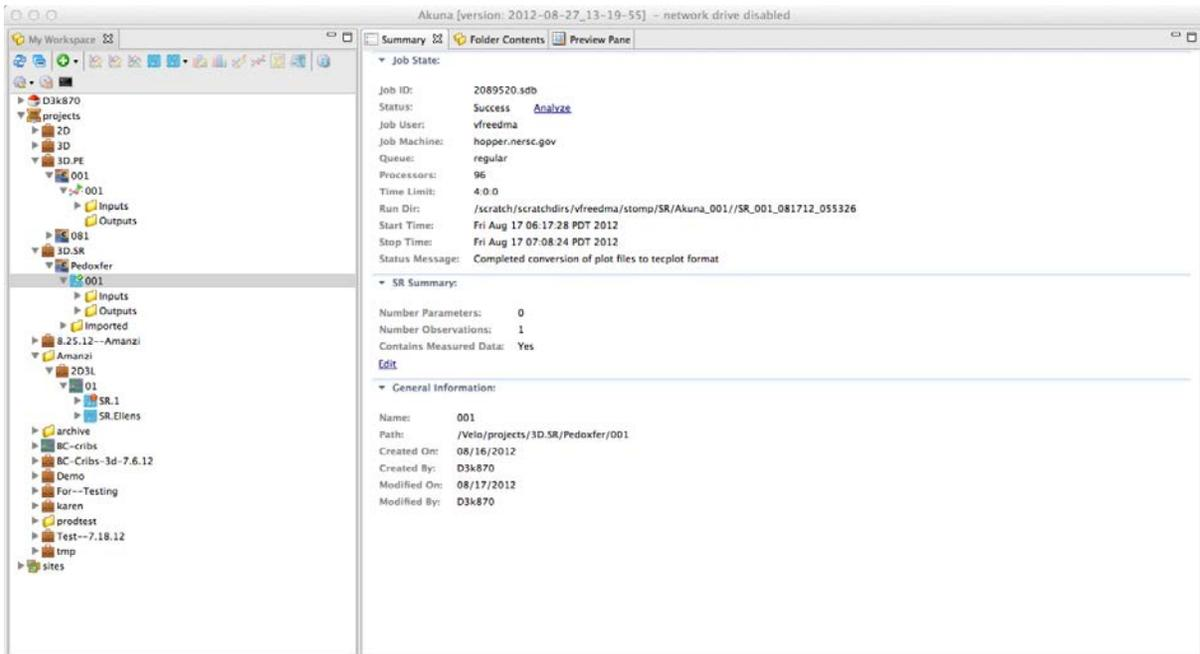 Akuna [version: 2012-08-27_13-19-55] - network drive disabled
My Workspace
D3k870
projects
2D
3D
3D.PE
001
001
Inputs
Outputs
081
3D.SR
Pedoxfer
001
Inputs
Outputs
Imported
8.25.12--Amanzi
Amanzi
2D3L
01
SR.1
SR.Ellens
archive
BC-cribs
BC-Cribs-3d-7.6.12
Demo
For--Testing
karen
prodtest
Test--7.18.12
tmp
sites
Summary Folder Contents Preview Pane
Job State:
Job ID: 2089520.sdb
Status: Success Analyze
Job User: vfreedma
Job Machine: hopper.nersc.gov
Queue: regular
Processors: 96
Time Limit: 4:0:0
Run Dir: /scratch/scratchdirs/vfreedma/stomp/SR/Akuna_001//SR_001_081712_055326
Start Time: Fri Aug 17 06:17:28 PDT 2012
Stop Time: Fri Aug 17 07:08:24 PDT 2012
Status Message: Completed conversion of plot files to tecplot format
SR Summary:
Number Parameters: 0
Number Observations: 1
Contains Measured Data: Yes
Edit
General Information:
Name: 001
Path: /Velo/projects/3D.SR/Pedoxfer/001
Created On: 08/16/2012
Created By: D3k870
Modified On: 08/17/2012
Modified By: D3k870